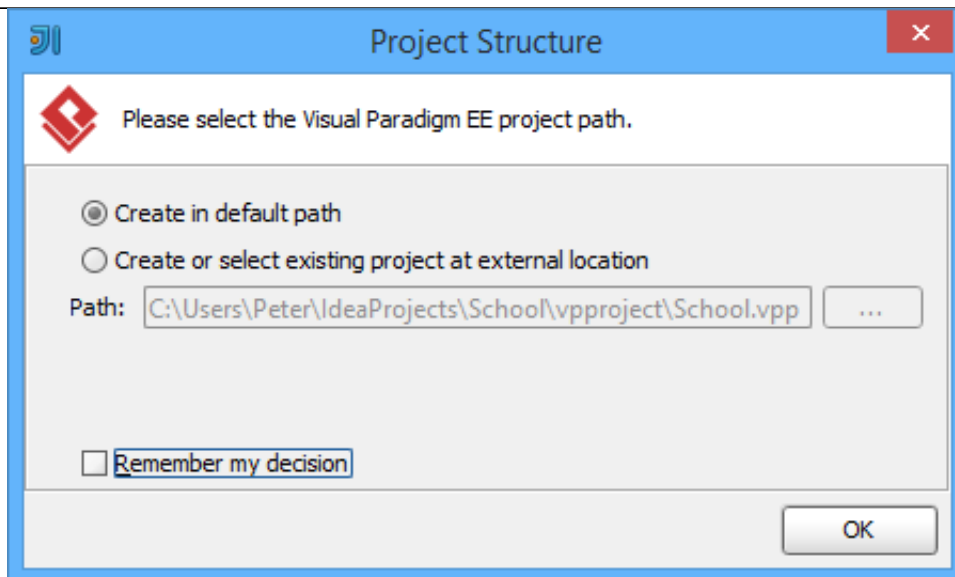 Project Structure
Please select the Visual Paradigm EE project path.
Create in default path
Create or select existing project at external location
Path: C:\Users\Peter\IdeaProjects\School\vpproject\School.vpp ...
Remember my decision
OK